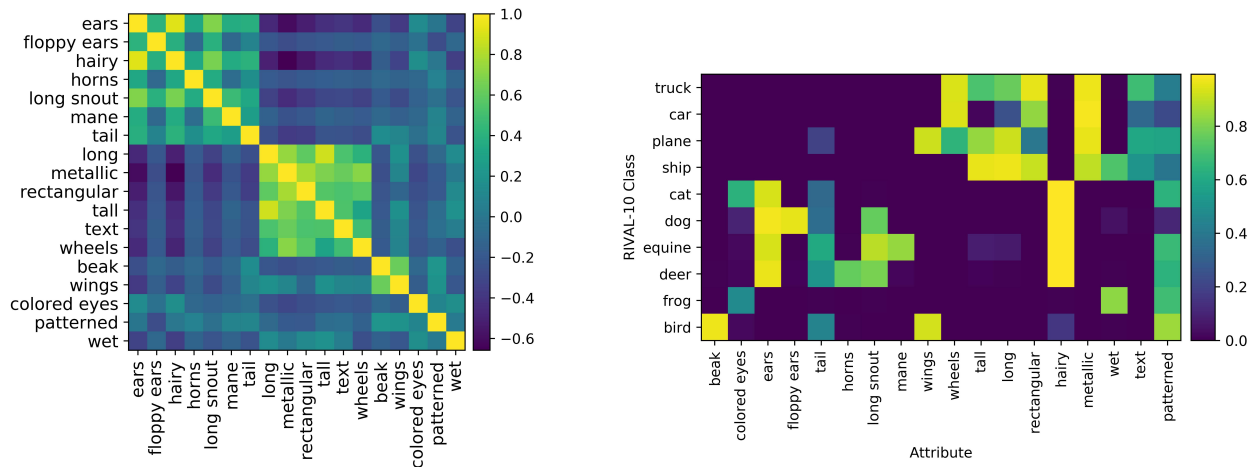 ears
floppy ears
hairy
horns
long snout
mane
tail
long
metallic
rectangular
tall
text
wheels
beak
wings
colored eyes
patterned
wet
ears
floppy ears
hairy
horns
long snout
mane
tail
long
metallic
rectangular
tall
text
wheels
beak
wings
colored eyes
patterned
wet
1.0
0.8
0.6
0.4
0.2
0.0
−0.2
−0.4
−0.6
RIVAL-10 Class
truck
car
plane
ship
cat
dog
equine
deer
frog
bird
beak
colored eyes
ears
floppy ears
tail
horns
long snout
mane
wings
wheels
tall
long
rectangular
hairy
metallic
wet
text
patterned
Attribute
0.8
0.6
0.4
0.2
0.0